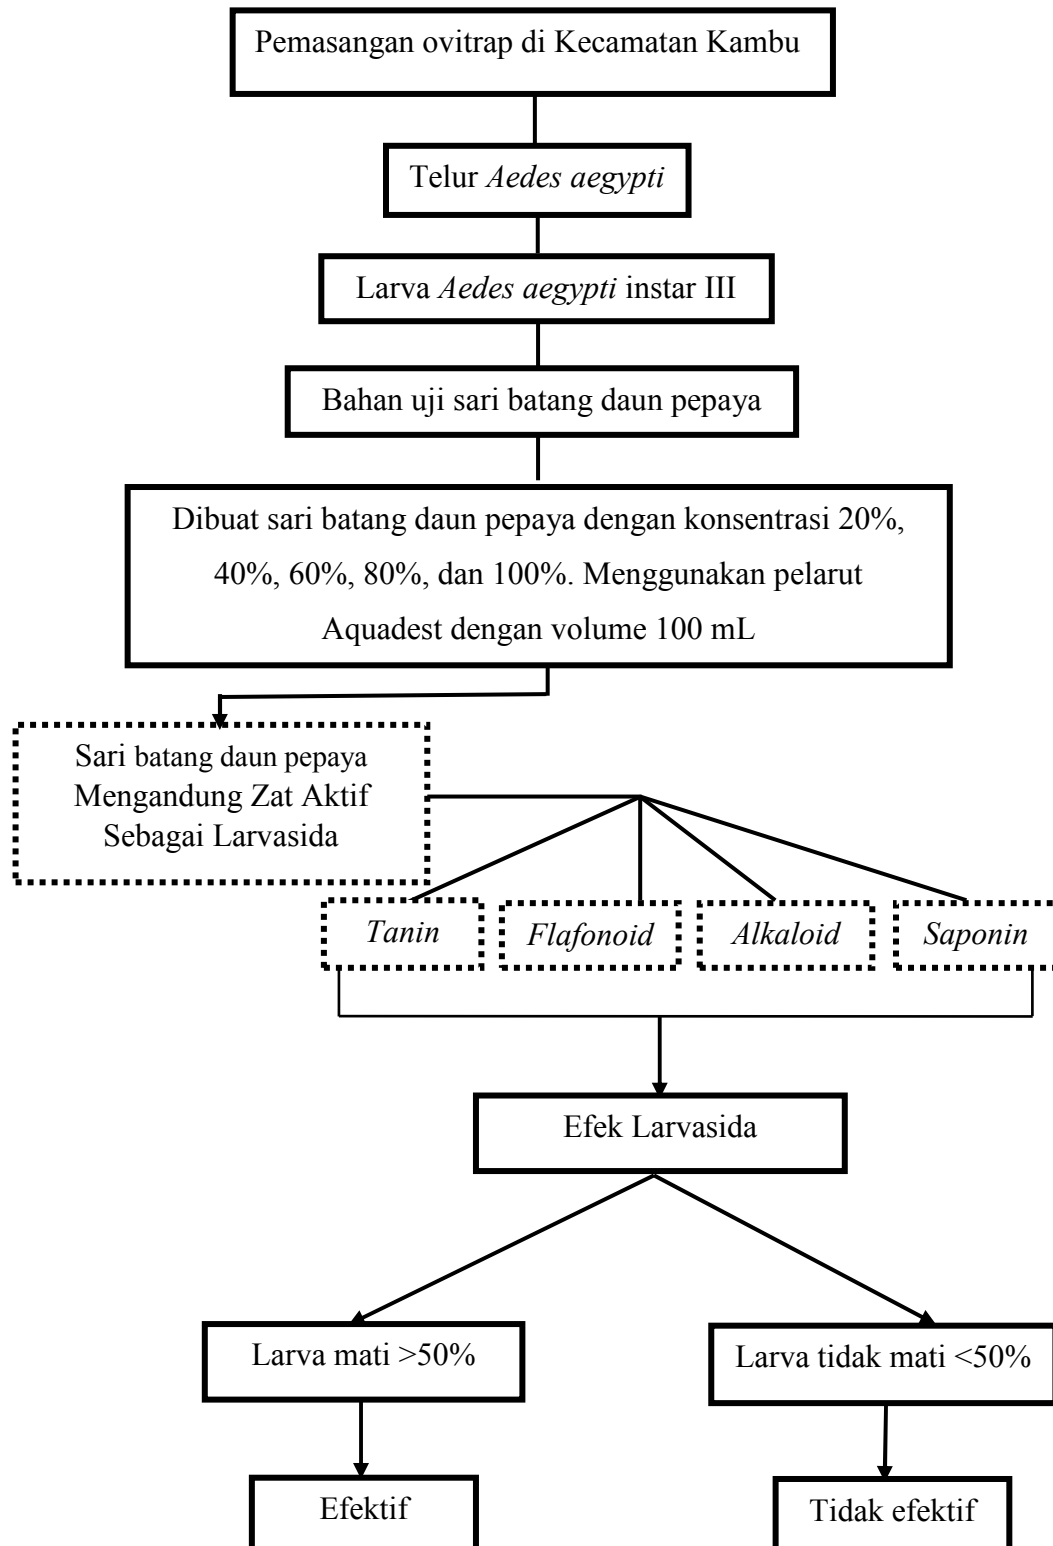 Pemasangan ovitrap di Kecamatan Kambu
Telur Aedes aegypti
Larva Aedes aegypti instar III
Bahan uji sari batang daun pepaya
Dibuat sari batang daun pepaya dengan konsentrasi 20%,
40%, 60%, 80%, dan 100%. Menggunakan pelarut
Aquadest dengan volume 100 mL
Sari batang daun pepaya
Mengandung Zat Aktif
Sebagai Larvasida
Tanin
Flafonoid
Alkaloid
Saponin
Efek Larvasida
Larva mati >50%
Larva tidak mati <50%
Efektif
Tidak efektif